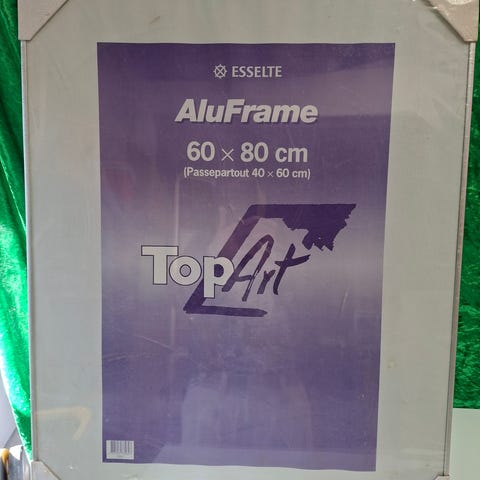 ESSELTE
AluFrame
60 × 80 cm
(Passepartout 40 × 60 cm)
TopArt